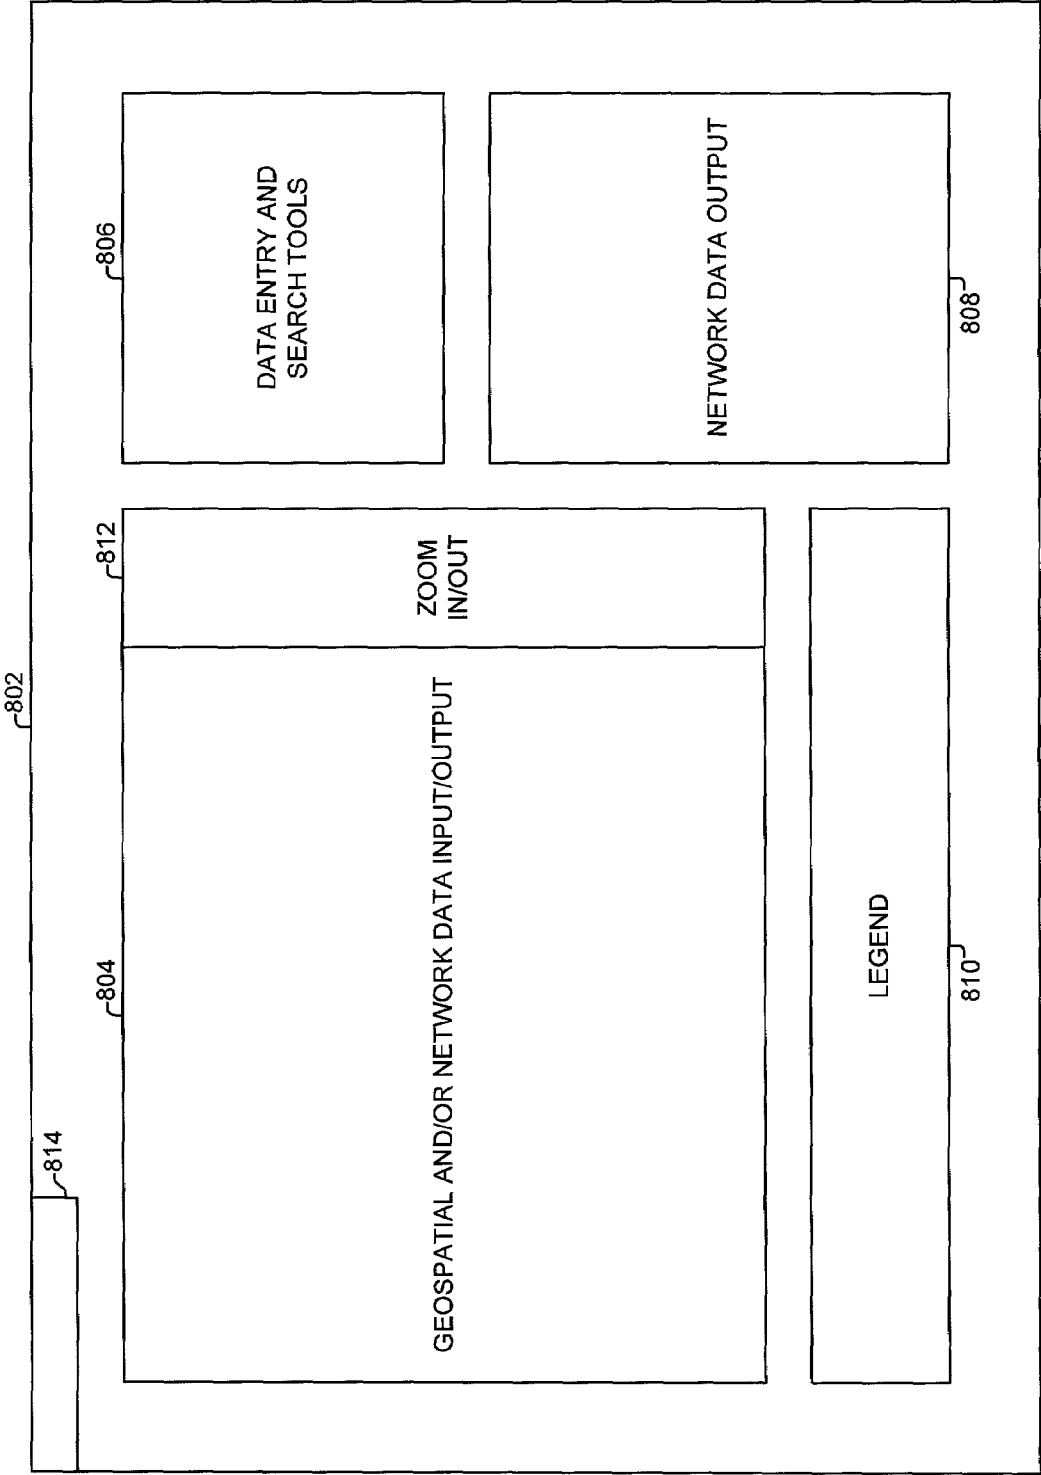 802
814
804
812
806
GEOSPATIAL AND/OR NETWORK DATA INPUT/OUTPUT
ZOOM
IN/OUT
DATA ENTRY AND
SEARCH TOOLS
NETWORK DATA OUTPUT
808
LEGEND
810